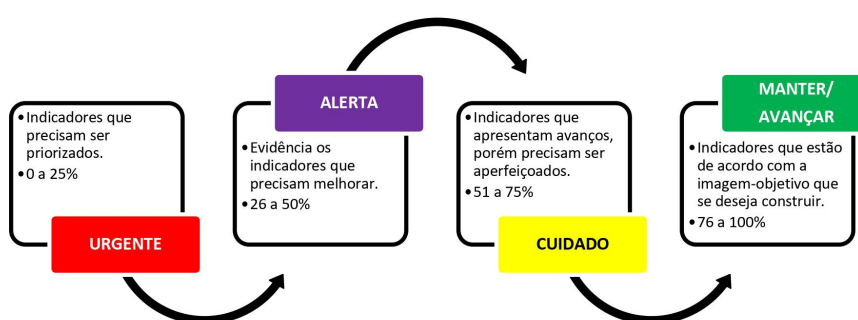 • Indicadores que
precisam ser
priorizados.
• 0 a 25%
URGENTE
ALERTA
• Evidência os
indicadores que
precisam melhorar.
• 26 a 50%
• Indicadores que
apresentam avanços,
porém precisam ser
aperfeiçoados.
• 51 a 75%
CUIDADO
MANTER/
AVANÇAR
• Indicadores que estão
de acordo com a
imagem-objetivo que
se deseja construir.
• 76 a 100%